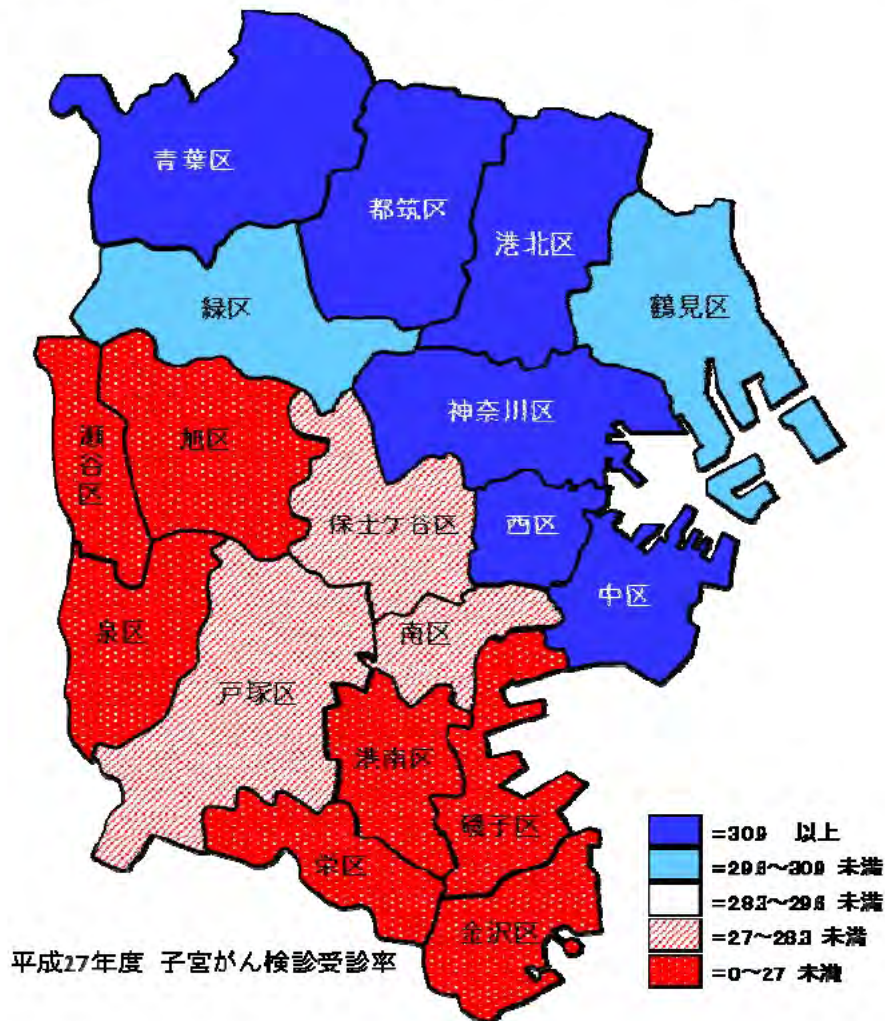 青葉区
都筑区
港北区
緑区
鶴見区
神奈川区
瀬谷区
旭区
保土ケ谷区
西区
中区
泉区
南区
戸塚区
港南区
磯子区
栄区
金沢区
=30.9 以上
=29.6～30.9 未満
=28.3～29.6 未満
=27～28.3 未満
=0～27 未満
平成27年度 子宮がん検診受診率